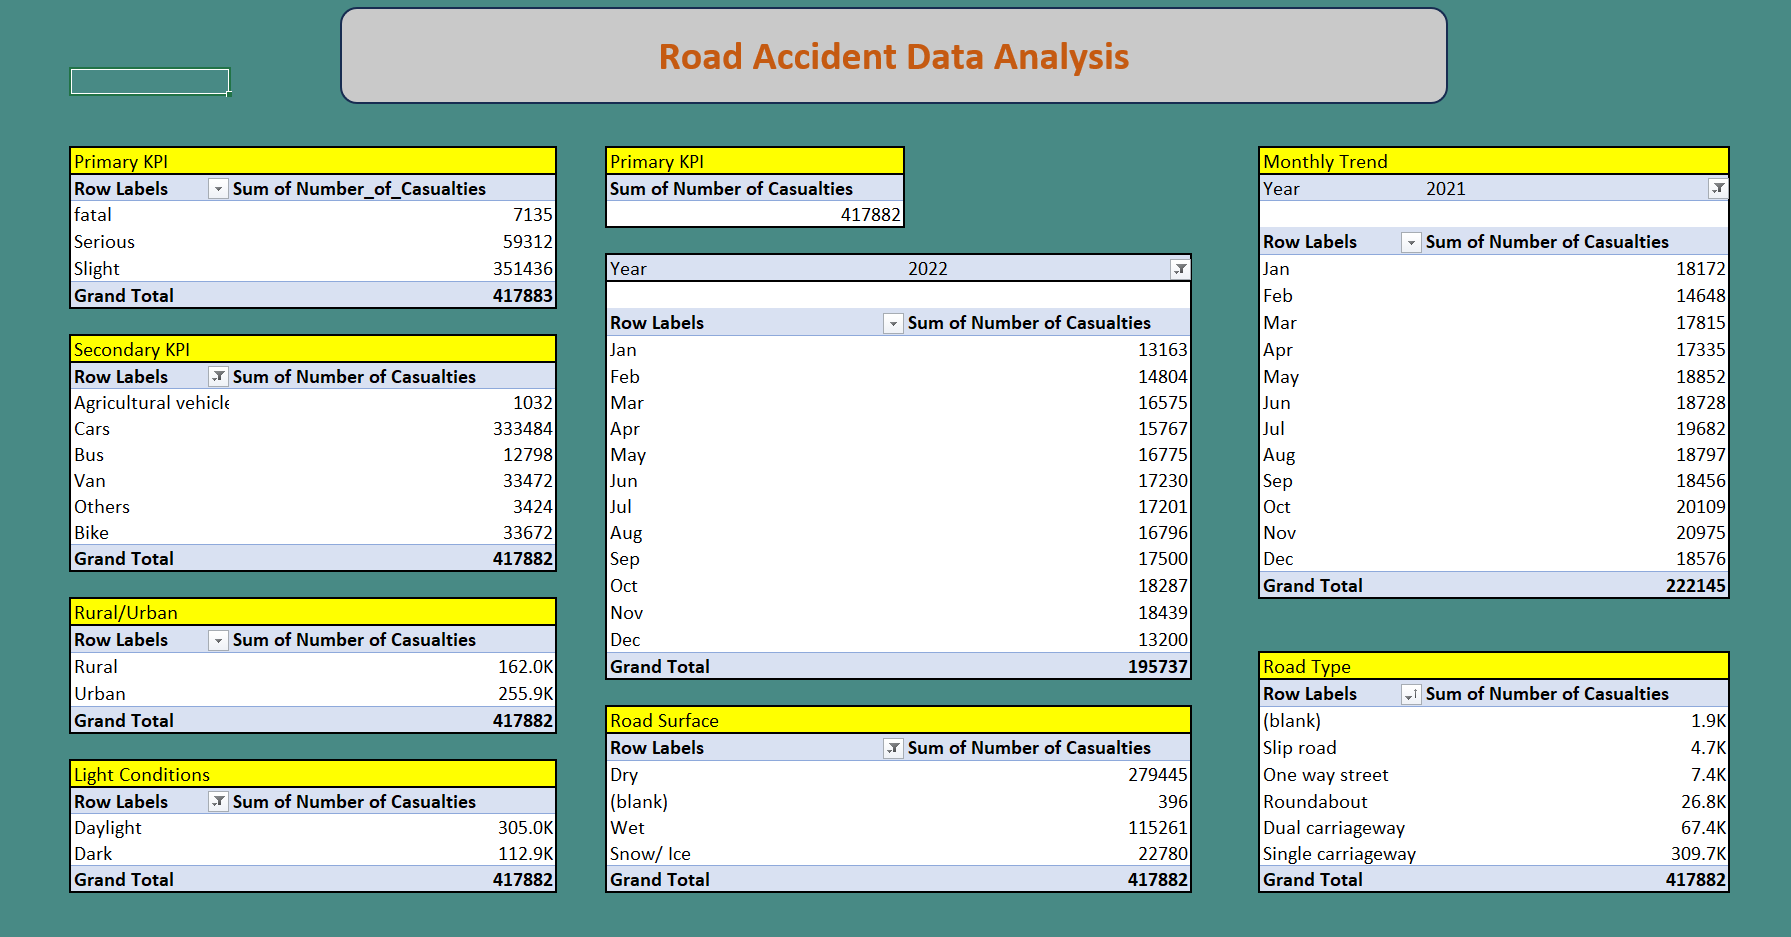 Road Accident Data Analysis
Primary KPI
Row Labels Sum of Number_of_Casualties
fatal 7135
Serious 59312
Slight 351436
Grand Total 417883
Secondary KPI
Row Labels Sum of Number of Casualties
Agricultural vehicle 1032
Cars 333484
Bus 12798
Van 33472
Others 3424
Bike 33672
Grand Total 417882
Rural/Urban
Row Labels Sum of Number of Casualties
Rural 162.0K
Urban 255.9K
Grand Total 417882
Light Conditions
Row Labels Sum of Number of Casualties
Daylight 305.0K
Dark 112.9K
Grand Total 417882
Primary KPI
Sum of Number of Casualties
417882
Year 2022
Row Labels Sum of Number of Casualties
Jan 13163
Feb 14804
Mar 16575
Apr 15767
May 16775
Jun 17230
Jul 17201
Aug 16796
Sep 17500
Oct 18287
Nov 18439
Dec 13200
Grand Total 195737
Road Surface
Row Labels Sum of Number of Casualties
Dry 279445
(blank) 396
Wet 115261
Snow/ Ice 22780
Grand Total 417882
Monthly Trend
Year 2021
Row Labels Sum of Number of Casualties
Jan 18172
Feb 14648
Mar 17815
Apr 17335
May 18852
Jun 18728
Jul 19682
Aug 18797
Sep 18456
Oct 20109
Nov 20975
Dec 18576
Grand Total 222145
Road Type
Row Labels Sum of Number of Casualties
(blank) 1.9K
Slip road 4.7K
One way street 7.4K
Roundabout 26.8K
Dual carriageway 67.4K
Single carriageway 309.7K
Grand Total 417882